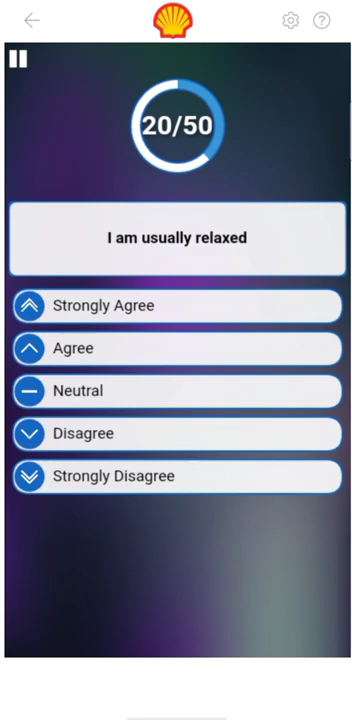 20/50
I am usually relaxed
Strongly Agree
Agree
Neutral
Disagree
Strongly Disagree